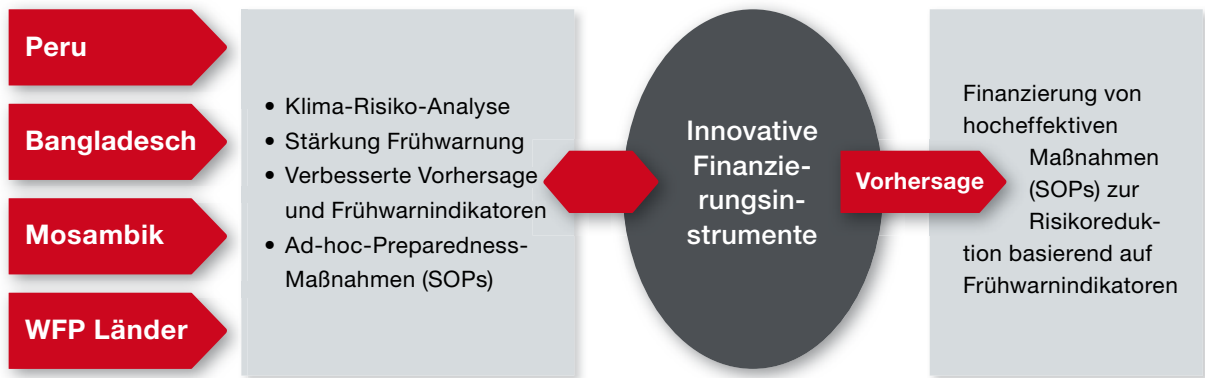 Peru
Bangladesch
Mosambik
WFP Länder
• Klima-Risiko-Analyse
• Stärkung Frühwarnung
• Verbesserte Vorhersage
und Frühwarnindikatoren
• Ad-hoc-Preparedness-
Maßnahmen (SOPs)
Innovative
Finanzie-
rungsin-
strumente
Vorhersage
Finanzierung von
hocheffektiven
Maßnahmen
(SOPs) zur
Risikoreduk-
tion basierend auf
Frühwarnindikatoren